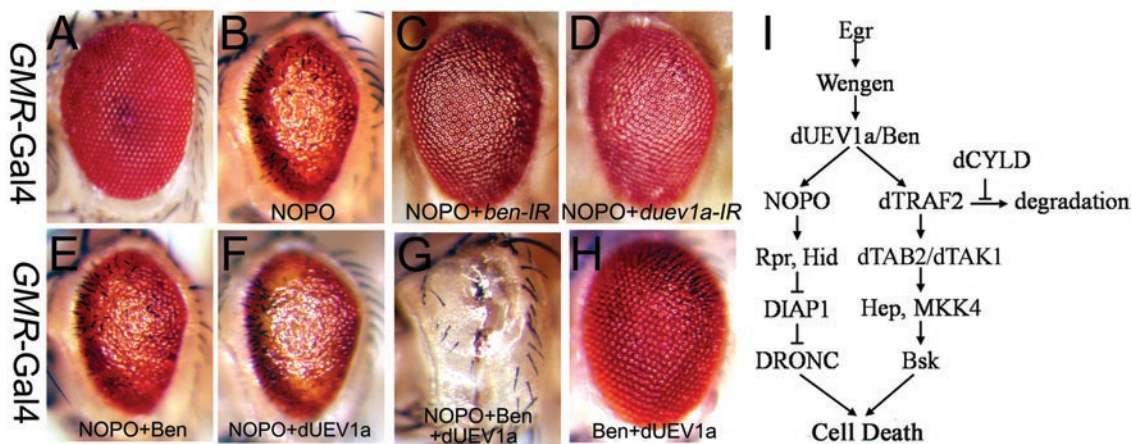 GMR-Gal4
A
B
NOPO
C
NOPO+ben-IR
D
NOPO+duev1a-IR
GMR-Gal4
E
NOPO+Ben
F
NOPO+dUEV1a
G
NOPO+Ben
+dUEV1a
H
Ben+dUEV1a
I
Egr
Wengen
dUEV1a/Ben
dCYLD
NOPO dTRAF2 degradation
Rpr, Hid dTAB2/dTAK1
DIAP1 Hep, MKK4
DRONC Bsk
Cell Death